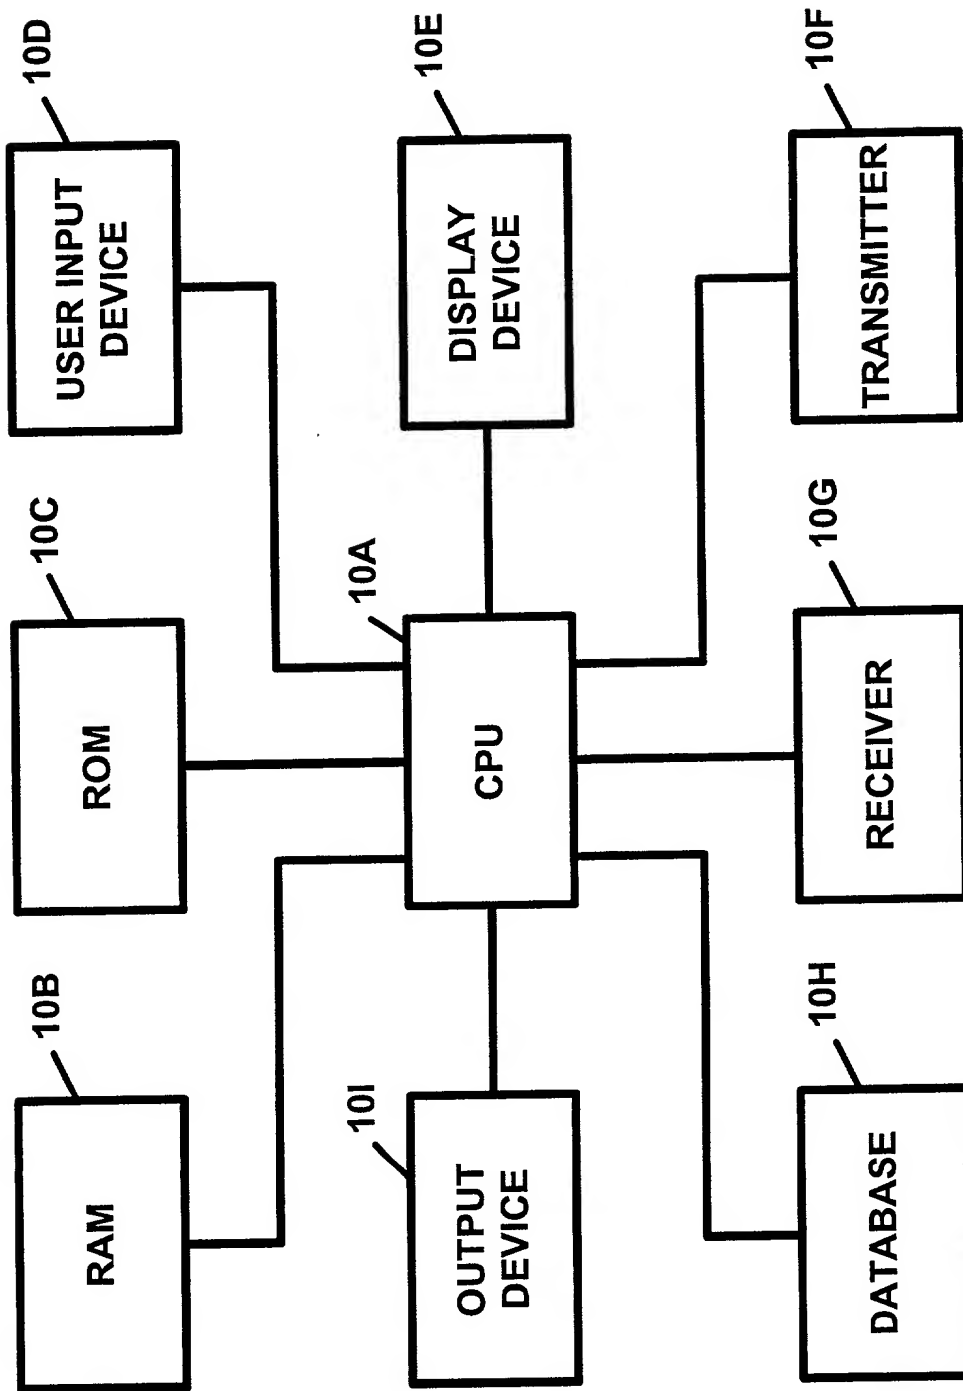 10B
RAM
10C
ROM
10D
USER INPUT
DEVICE
10I
OUTPUT
DEVICE
10A
CPU
10E
DISPLAY
DEVICE
10H
DATABASE
10G
RECEIVER
10F
TRANSMITTER